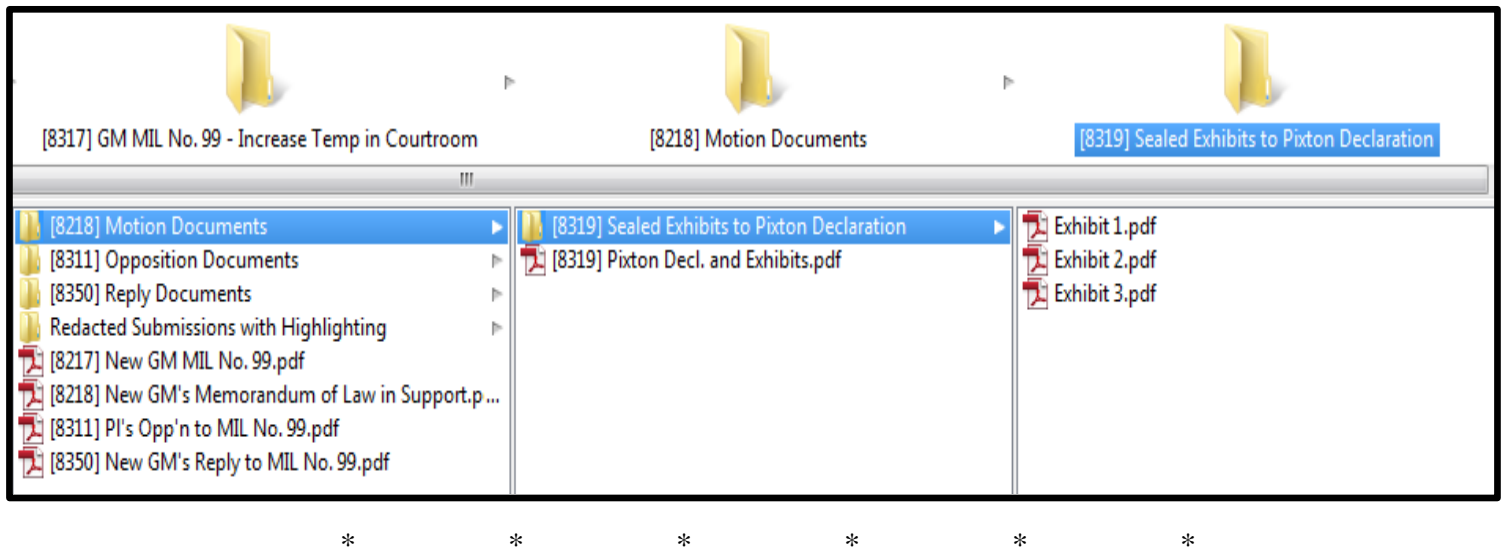 [8317] GM MIL No. 99 - Increase Temp in Courtroom
[8218] Motion Documents
[8319] Sealed Exhibits to Pixton Declaration
[8218] Motion Documents
[8311] Opposition Documents
[8350] Reply Documents
Redacted Submissions with Highlighting
[8217] New GM MIL No. 99.pdf
[8218] New GM's Memorandum of Law in Support.p...
[8311] Pl's Opp'n to MIL No. 99.pdf
[8350] New GM's Reply to MIL No. 99.pdf
[8319] Sealed Exhibits to Pixton Declaration
[8319] Pixton Decl. and Exhibits.pdf
Exhibit 1.pdf
Exhibit 2.pdf
Exhibit 3.pdf
* * * * * *